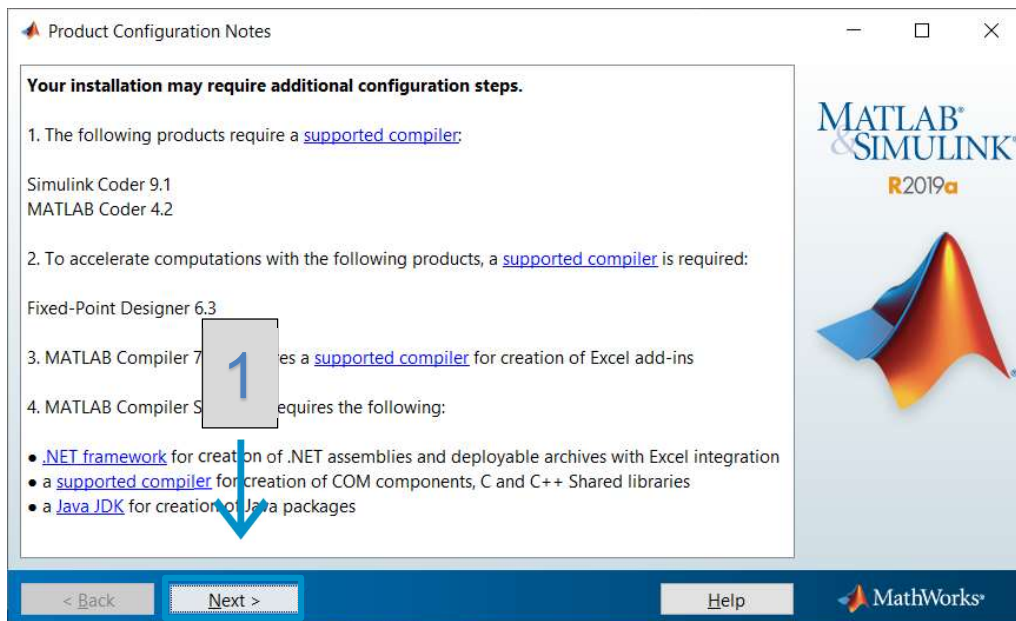 Product Configuration Notes
Your installation may require additional configuration steps.
1. The following products require a supported compiler:
Simulink Coder 9.1
MATLAB Coder 4.2
2. To accelerate computations with the following products, a supported compiler is required:
Fixed-Point Designer 6.3
3. MATLAB Compiler 7 es a supported compiler for creation of Excel add-ins
1
4. MATLAB Compiler S equires the following:
● .NET framework for creation of .NET assemblies and deployable archives with Excel integration
● a supported compiler for creation of COM components, C and C++ Shared libraries
● a Java JDK for creation of Java packages
MATLAB®
&SIMULINK®
R2019a
< Back
Next >
Help
MathWorks®